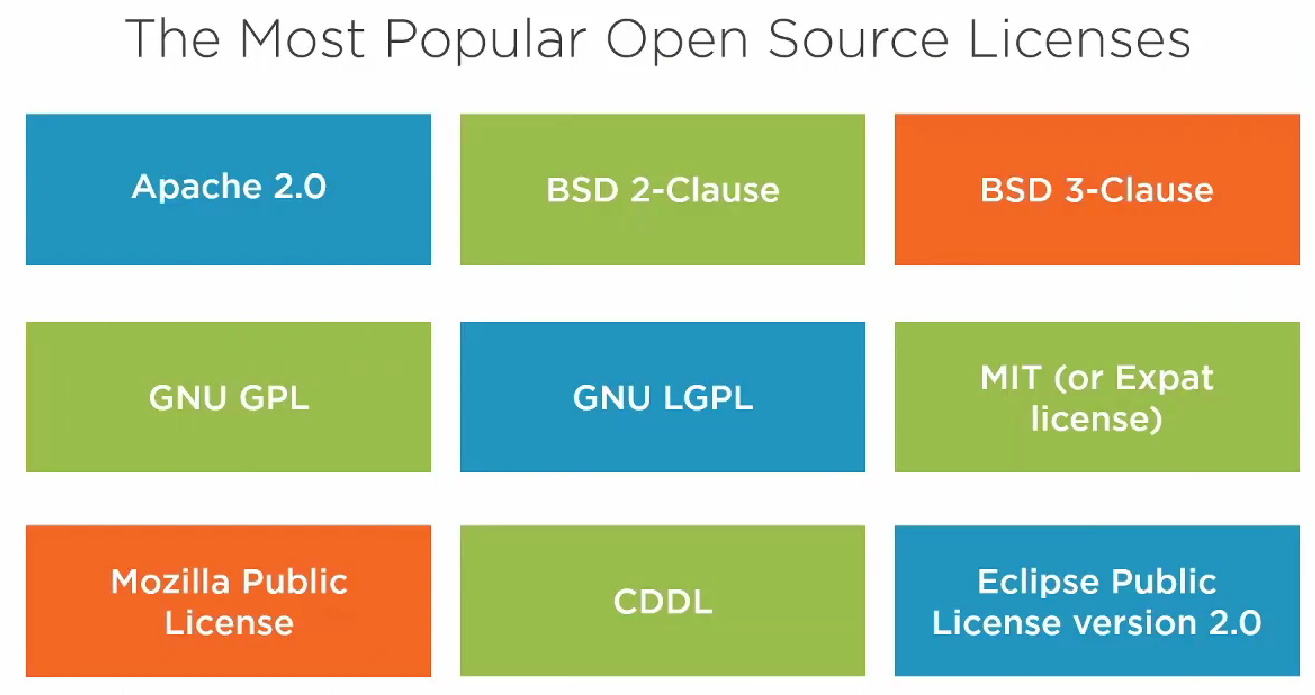 The Most Popular Open Source Licenses
Apache 2.0
BSD 2-Clause
BSD 3-Clause
GNU GPL
GNU LGPL
MIT (or Expat
license)
Mozilla Public
License
CDDL
Eclipse Public
License version 2.0